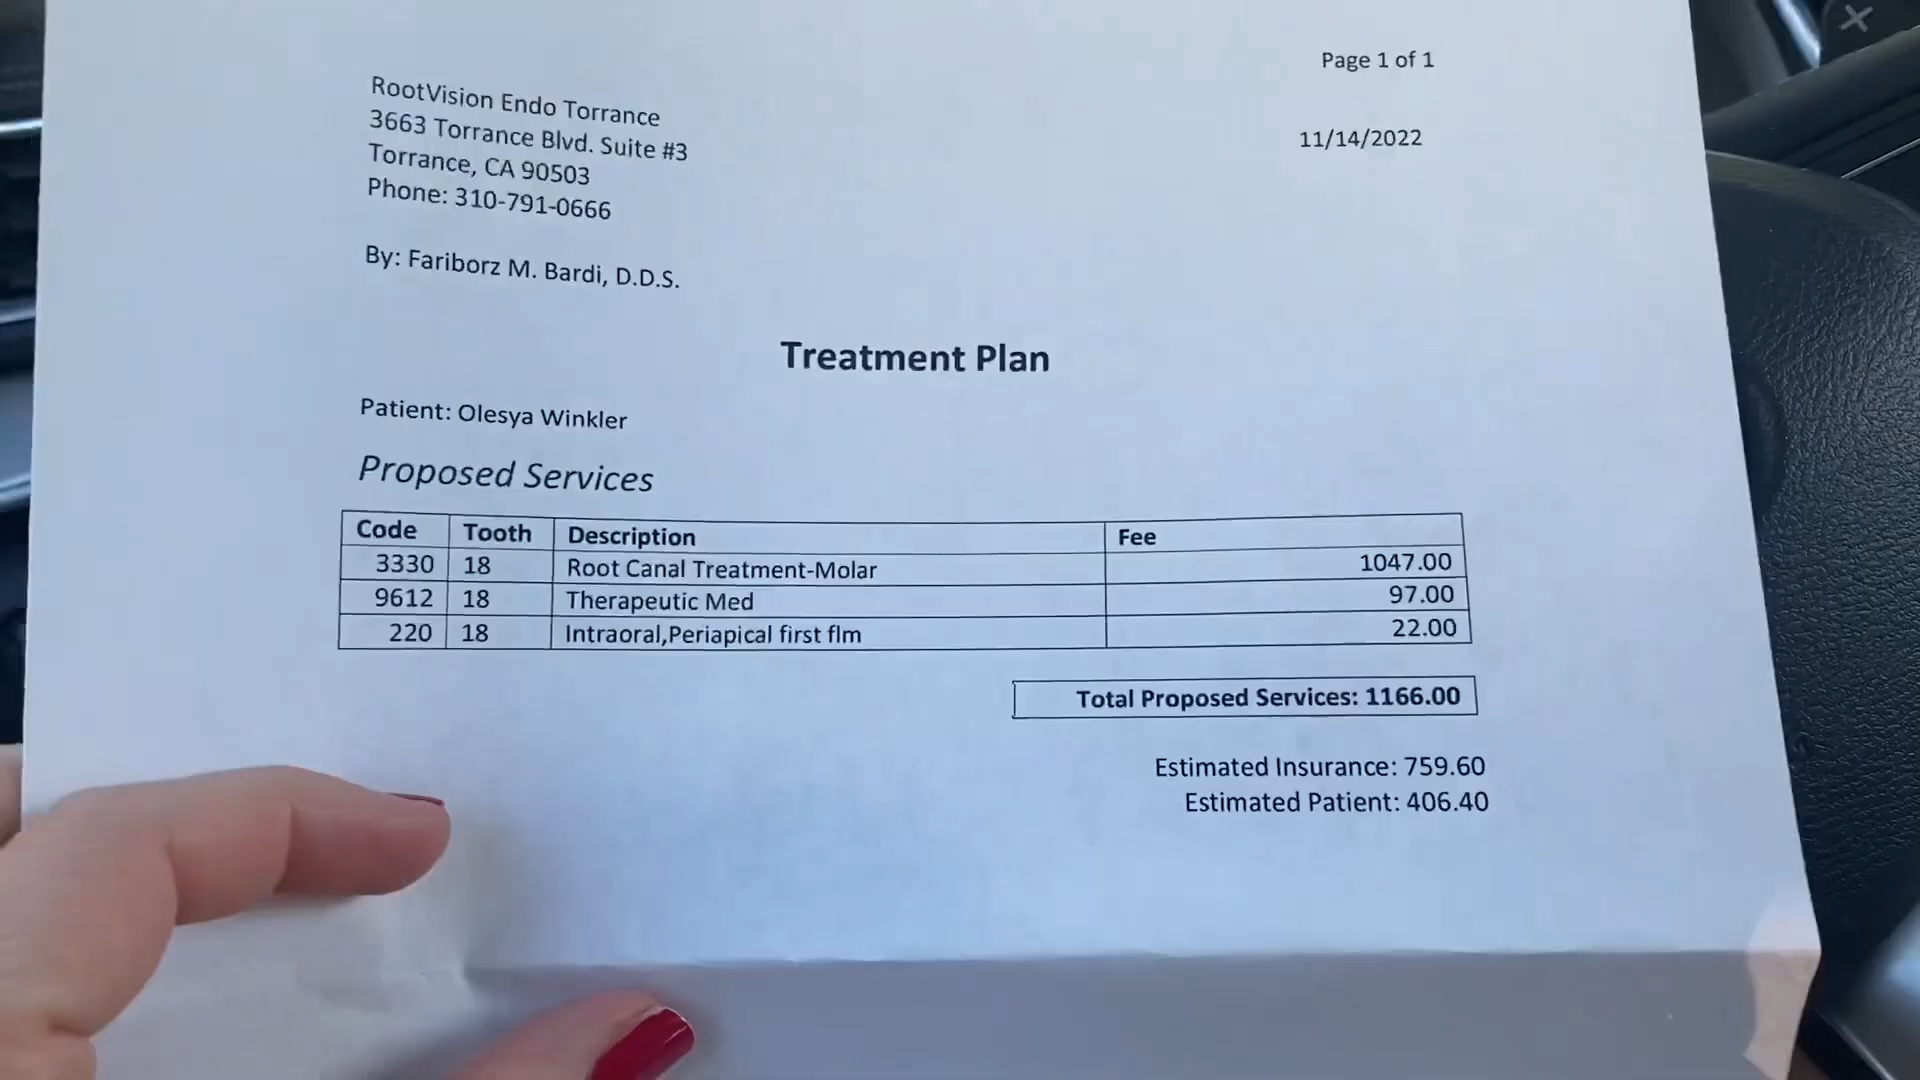 Page 1 of 1
RootVision Endo Torrance
3663 Torrance Blvd. Suite #3
Torrance, CA 90503
Phone: 310-791-0666
11/14/2022
By: Fariborz M. Bardi, D.D.S.
Treatment Plan
Patient: Olesya Winkler
Proposed Services
Code Tooth Description Fee
3330 18 Root Canal Treatment-Molar 1047.00
9612 18 Therapeutic Med 97.00
220 18 Intraoral,Periapical first flm 22.00
Total Proposed Services: 1166.00
Estimated Insurance: 759.60
Estimated Patient: 406.40